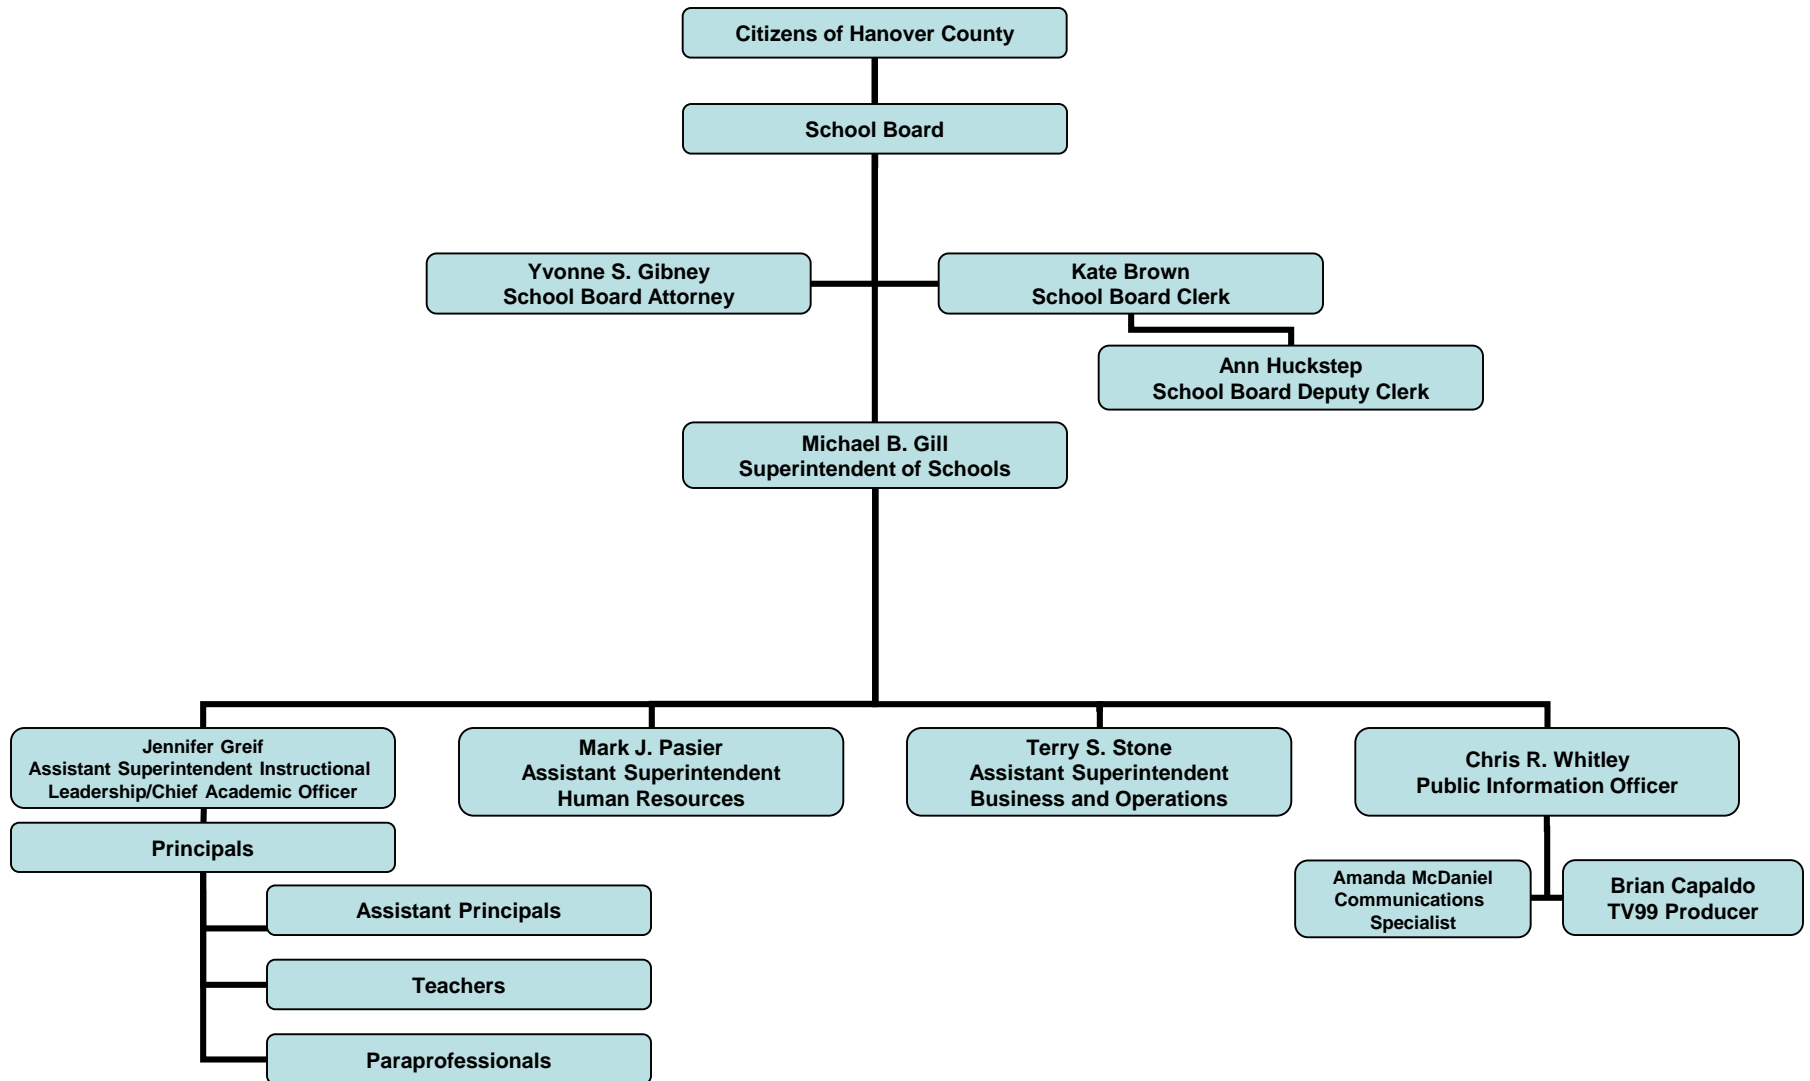 Citizens of Hanover County
School Board
Yvonne S. Gibney
School Board Attorney
Kate Brown
School Board Clerk
Ann Huckstep
School Board Deputy Clerk
Michael B. Gill
Superintendent of Schools
Jennifer Greif
Assistant Superintendent Instructional
Leadership/Chief Academic Officer
Mark J. Pasier
Assistant Superintendent
Human Resources
Terry S. Stone
Assistant Superintendent
Business and Operations
Chris R. Whitley
Public Information Officer
Principals
Assistant Principals
Teachers
Paraprofessionals
Amanda McDaniel
Communications
Specialist
Brian Capaldo
TV99 Producer